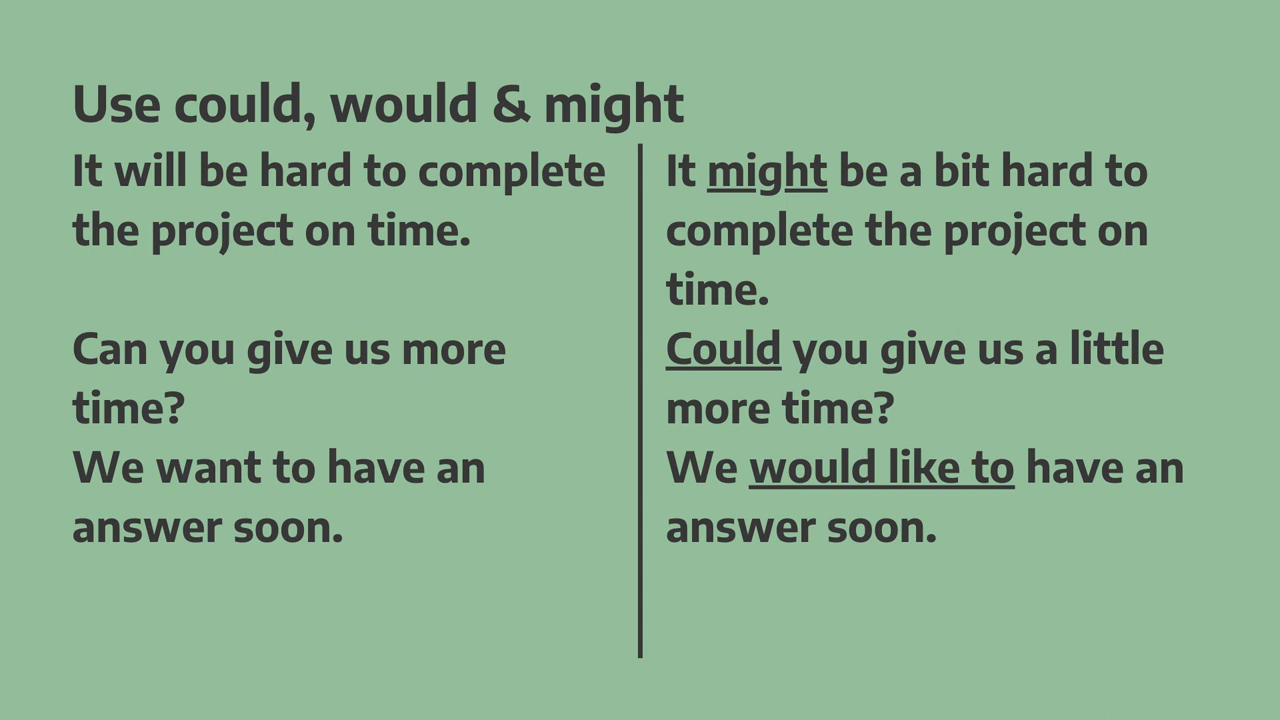 Use could, would & might
It will be hard to complete
the project on time.
Can you give us more
time?
We want to have an
answer soon.
It might be a bit hard to
complete the project on
time.
Could you give us a little
more time?
We would like to have an
answer soon.